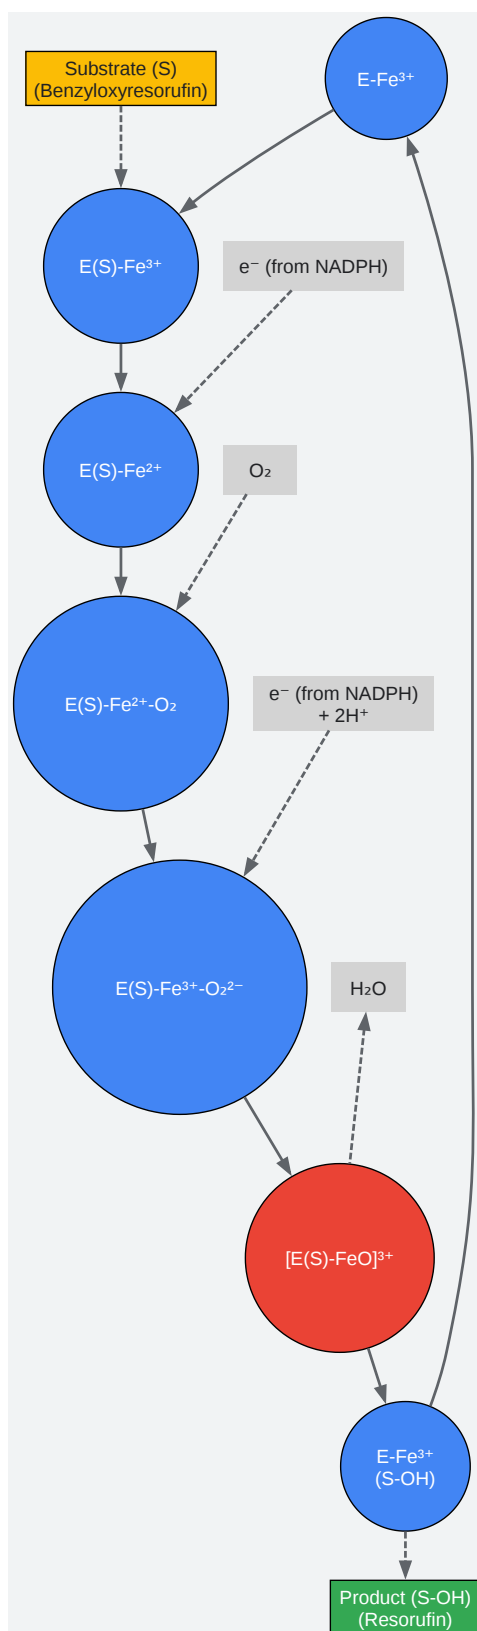 Substrate (S)
(Benzyloxyresorufin)
E-Fe³⁺
E(S)-Fe³⁺
e⁻ (from NADPH)
E(S)-Fe²⁺
O₂
E(S)-Fe²⁺-O₂
e⁻ (from NADPH)
+ 2H⁺
E(S)-Fe³⁺-O₂²⁻
H₂O
[E(S)-FeO]³⁺
E-Fe³⁺
(S-OH)
Product (S-OH)
(Resorufin)